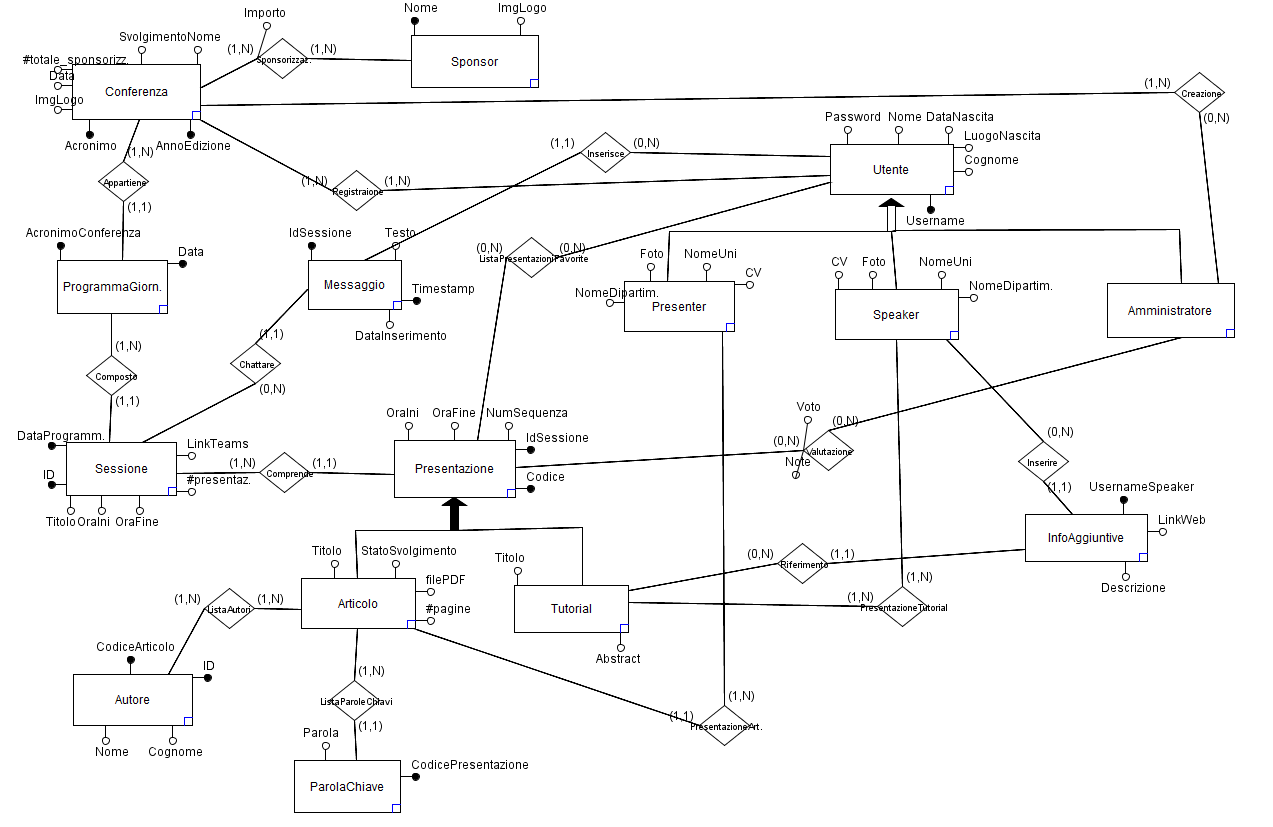 Importo
Nome
ImgLogo
SvolgimentoNome
(1,N)
(1,N)
Sponsorizzaz.
Sponsor
#totale_sponsorizz.
Data
ImgLogo
Conferenza
Acronimo
AnnoEdizione
(1,N)
Creazione
(0,N)
Password
Nome
DataNascita
LuogoNascita
Cognome
Utente
Username
(1,1)
Inserisce
(0,N)
(1,N)
Appartiene
(1,1)
(1,N)
Registraione
(1,N)
AcronimoConferenza
Data
ProgrammaGiorn.
IdSessione
Testo
Messaggio
Timestamp
DataInserimento
(0,N)
(0,N)
ListaPresentazioniFavorite
Foto
NomeUni
CV
NomeDipartim.
Presenter
CV
Foto
NomeUni
NomeDipartim.
Speaker
Amministratore
(1,N)
Composto
(1,1)
(1,1)
Chattare
(0,N)
DataProgramm.
ID
Sessione
LinkTeams
#presentaz.
Titolo
OraIni
OraFine
(1,N)
Comprende
(1,1)
OraIni
OraFine
NumSequenza
IdSessione
Codice
Presentazione
Voto
(0,N)
(0,N)
Valutazione
Note
(0,N)
Inserire
(1,1)
UsernameSpeaker
LinkWeb
InfoAggiuntive
Descrizione
Titolo
StatoSvolgimento
filePDF
#pagine
Articolo
Titolo
Tutorial
Abstract
(0,N)
Riferimento
(1,1)
(1,N)
(1,N)
PresentazioneTutorial
(1,N)
ListaAutori
(1,N)
CodiceArticolo
ID
Autore
Nome
Cognome
(1,N)
ListaParoleChiavi
(1,1)
Parola
CodicePresentazione
ParolaChiave
(1,N)
(1,1)
PresentazioneArt.